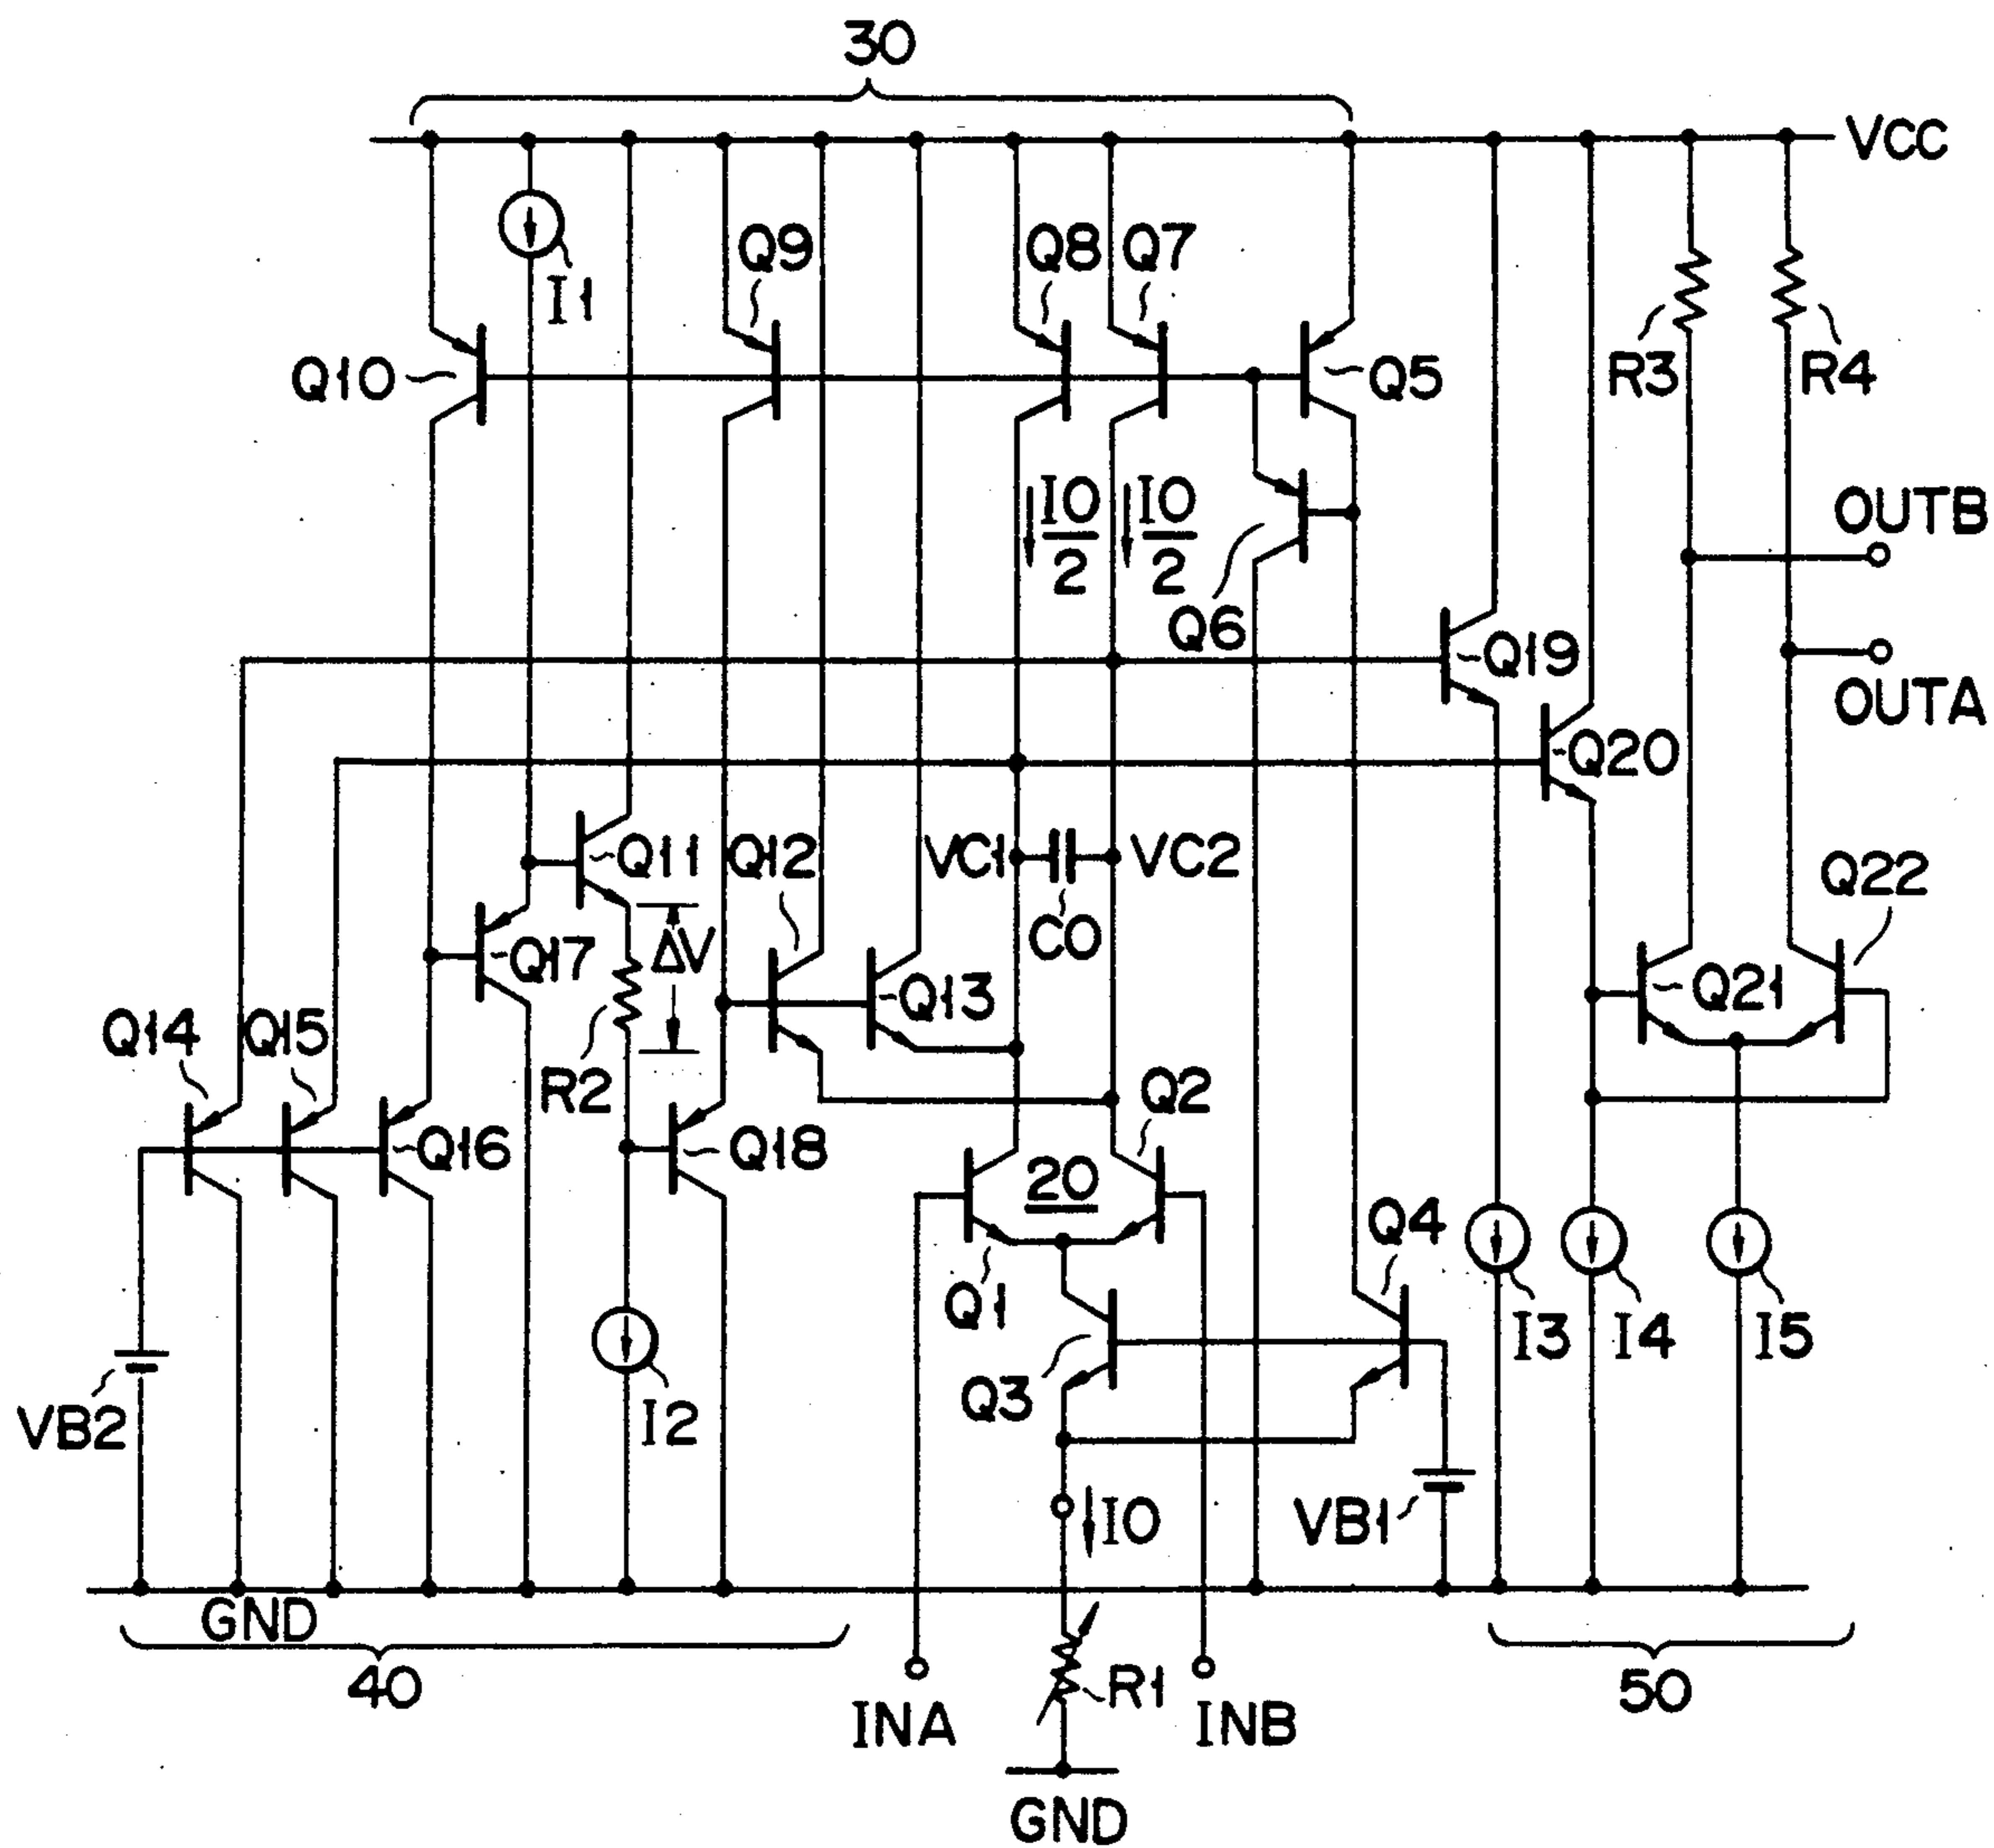 30
VCC
Q9
Q8
Q7
I1
Q10
Q5
R3
R4
I0
2
I0
2
OUTB
Q6
Q19
OUTA
Q20
Q11
Q12
VC1
VC2
Q22
C0
Q17
ΔV
Q13
Q21
Q14
Q15
R2
Q2
Q16
Q18
20
Q4
Q1
I3
I4
I5
Q3
VB2
I2
I0
VB1
GND
40
R1
50
INA
INB
GND